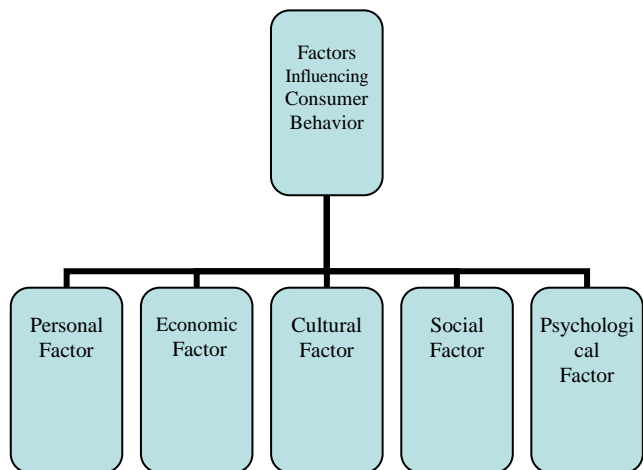 Factors
Influencing
Consumer
Behavior
Personal
Factor
Economic
Factor
Cultural
Factor
Social
Factor
Psychologi
cal
Factor